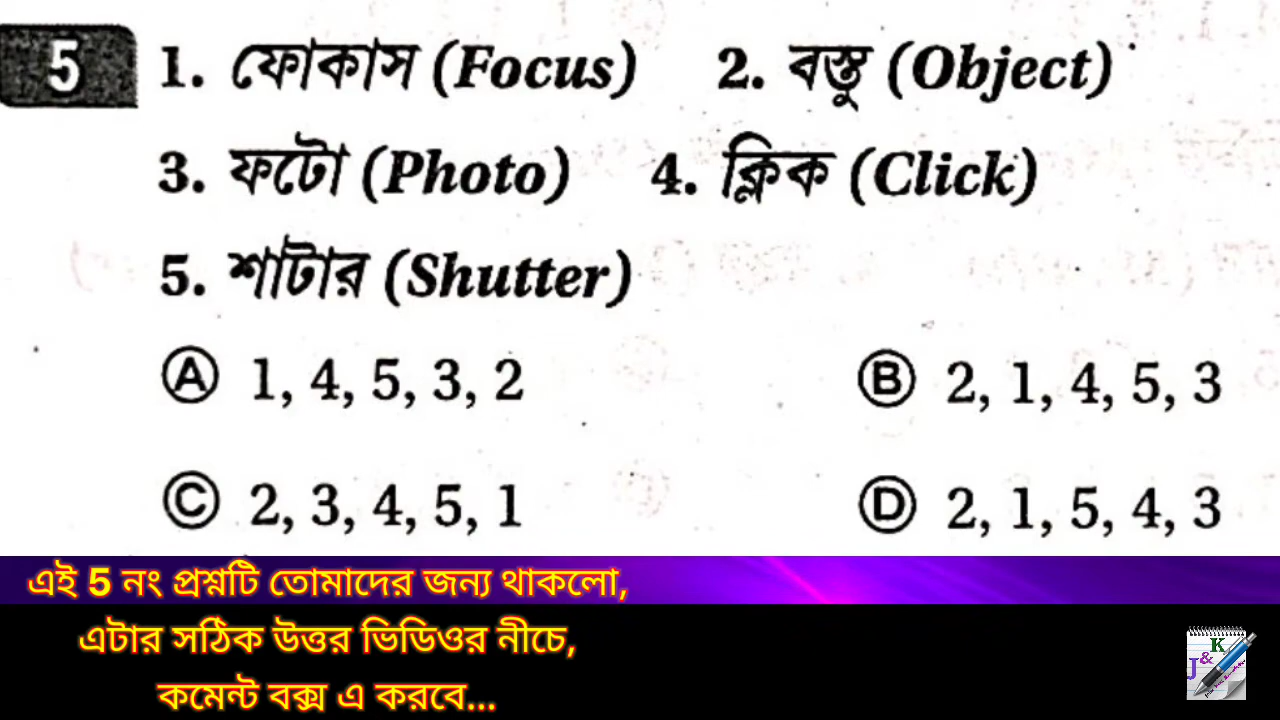 5 1. ফোকাস (Focus) 2. বস্তু (Object)
3. ফটো (Photo) 4. ক্লিক (Click)
5. শাটার (Shutter)
Ⓐ 1, 4, 5, 3, 2 Ⓑ 2, 1, 4, 5, 3
Ⓒ 2, 3, 4, 5, 1 Ⓓ 2, 1, 5, 4, 3
এই 5 নং প্রশ্নটি তোমাদের জন্য থাকলো,
এটার সঠিক উত্তর ভিডিওর নীচে,
কমেন্ট বক্স এ করবে...
J&K